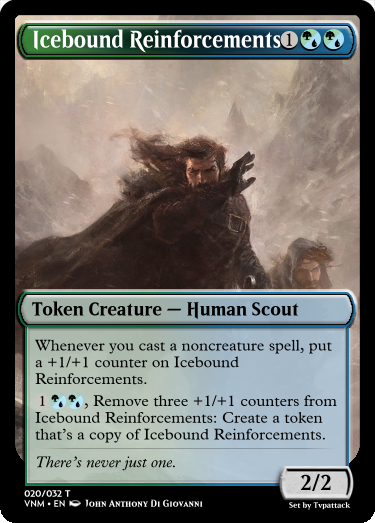 Icebound Reinforcements 1
Token Creature — Human Scout
Whenever you cast a noncreature spell, put
a +1/+1 counter on Icebound
Reinforcements.
1 , Remove three +1/+1 counters from
Icebound Reinforcements: Create a token
that's a copy of Icebound Reinforcements.
There's never just one.
2/2
020/032 T
VNM • EN John Anthony Di Giovanni
Set by Tvpattack